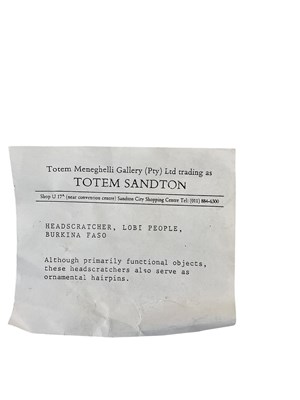 Totem Meneghelli Gallery (Pty) Ltd trading as
TOTEM SANDTON
Shop U 17ª (near convention centre) Sandton City Shopping Centre Tel: (011) 884-6300
HEADSCRATCHER, LOBI PEOPLE,
BURKINA FASO
Although primarily functional objects,
these headscratchers also serve as
ornamental hairpins.